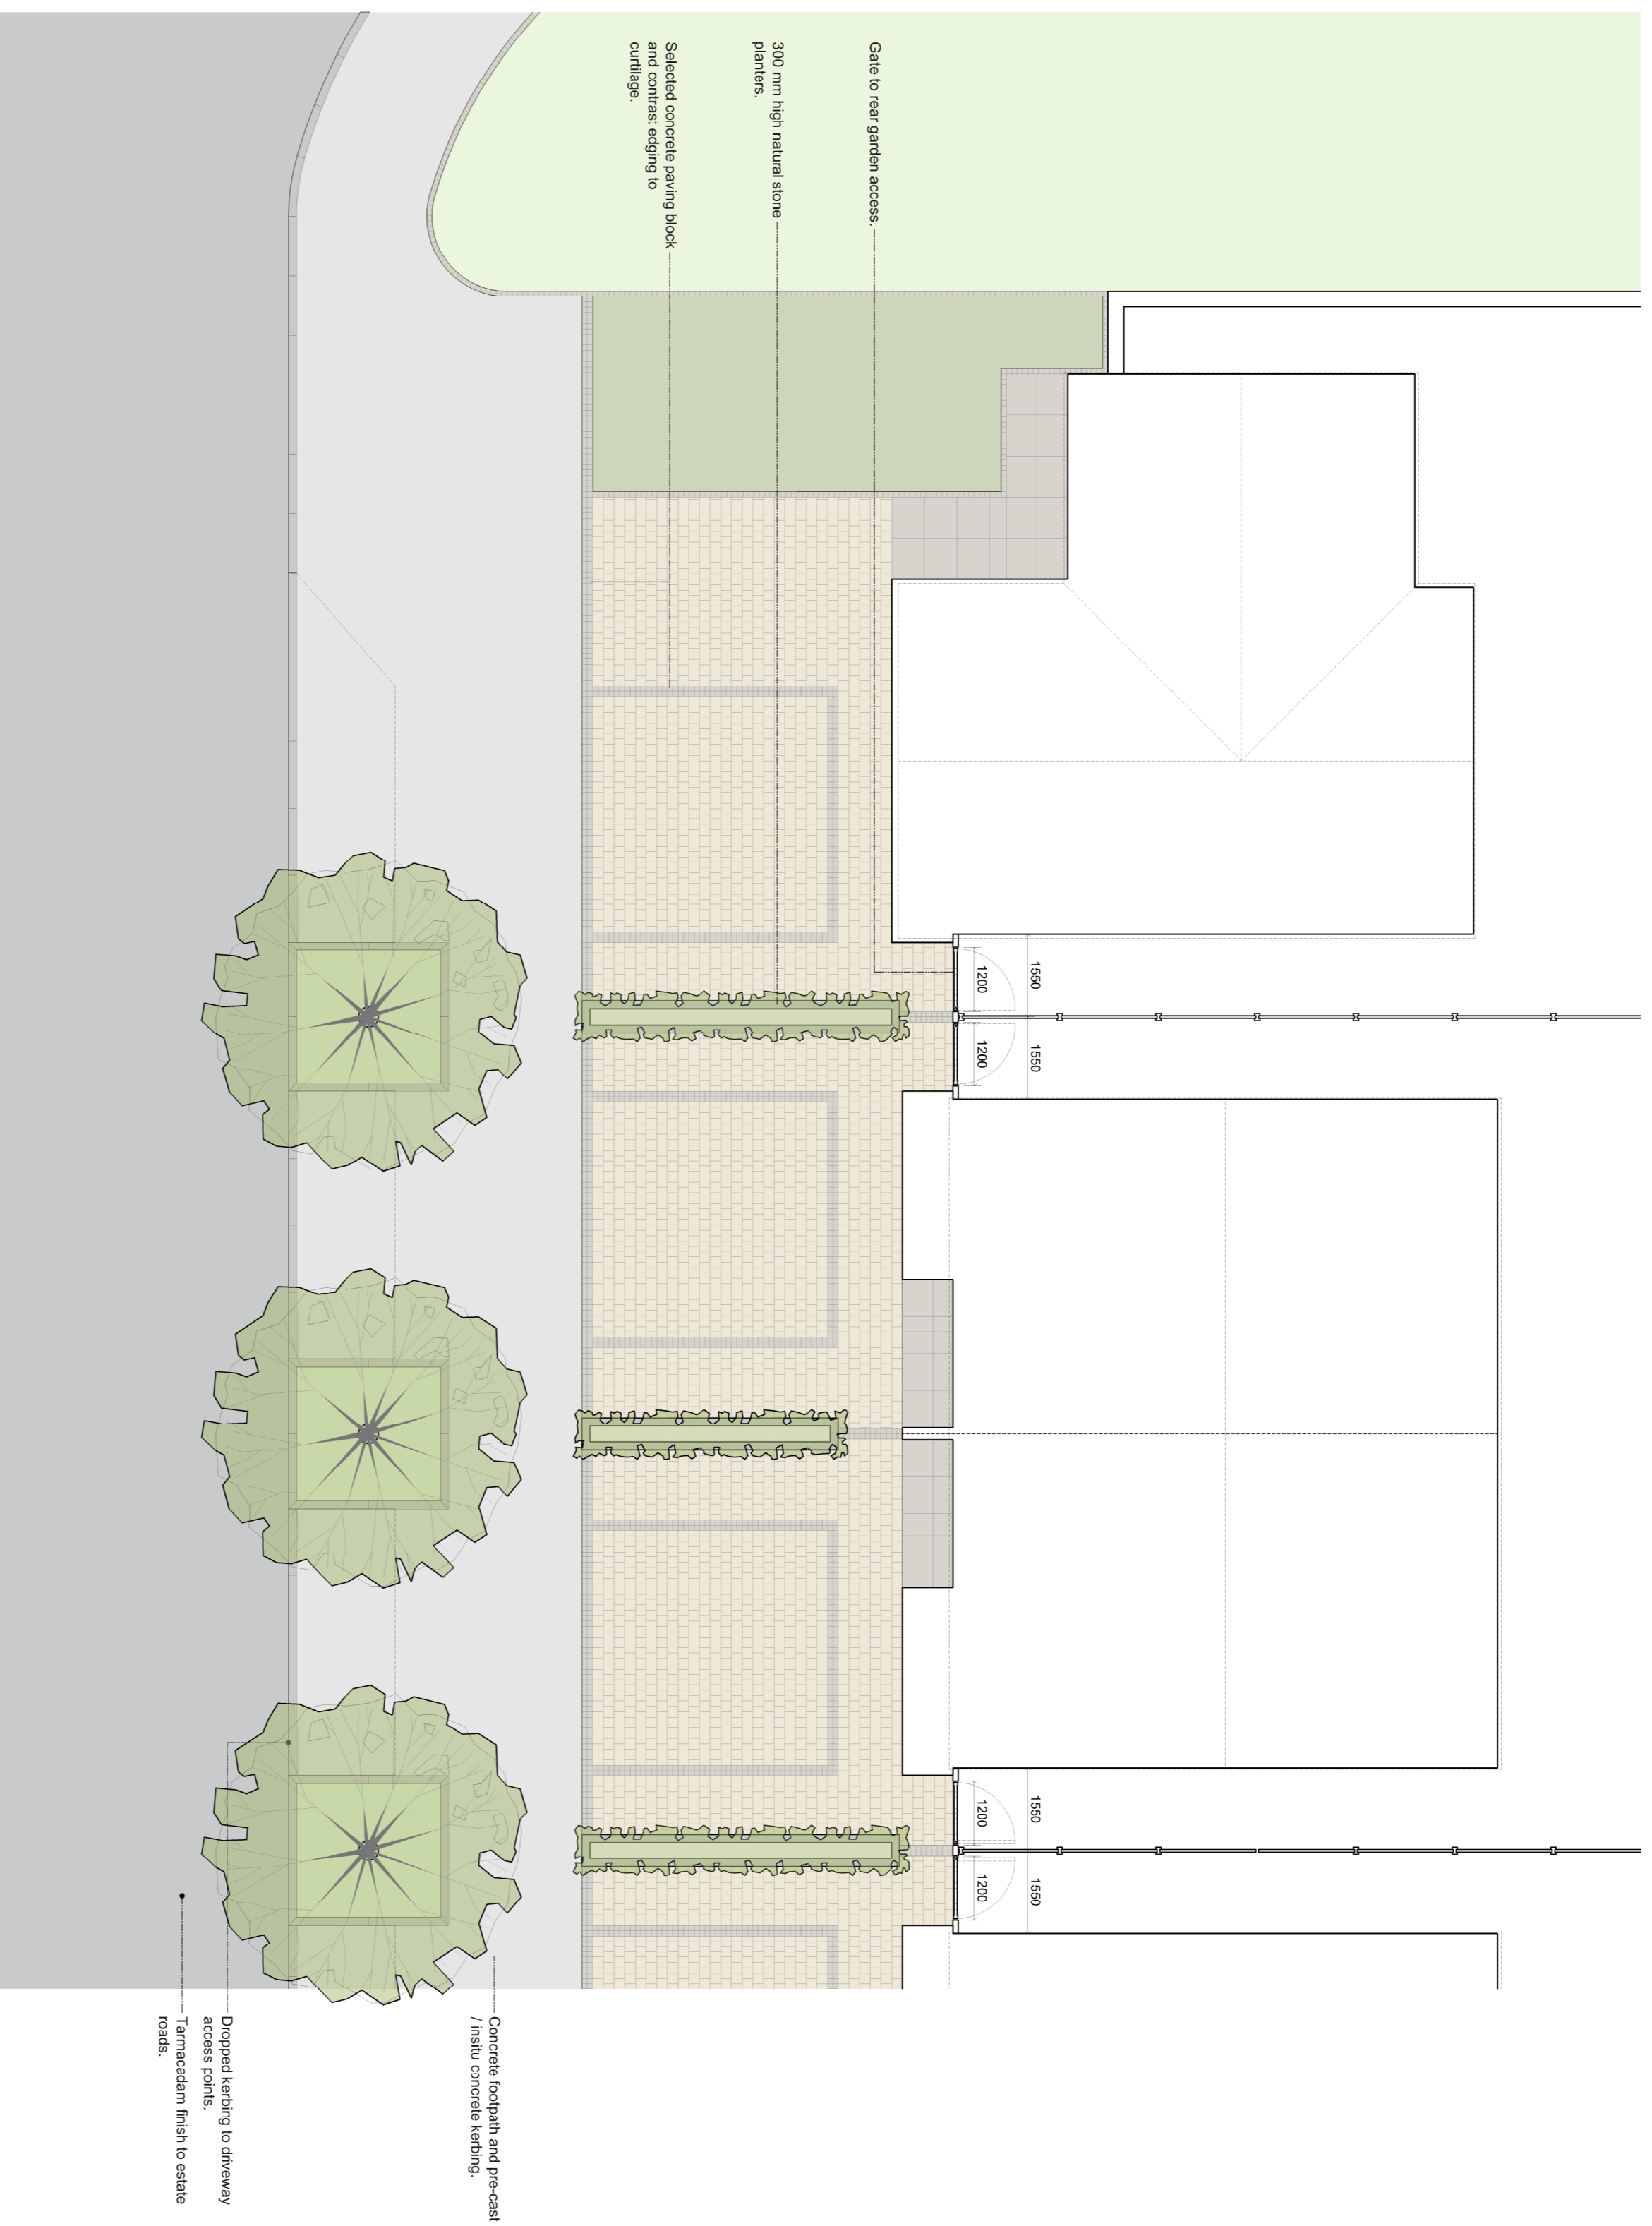 1550
1550
1550
1550
1200
1200
1200
1200
Gate to rear garden access.
300 mm high natural stone
planters.
Selected concrete paving block
and contrast edging to
curtilage.
Concrete footpath and pre-cast
/ insitu concrete kerbing.
Dropped kerbing to driveway
access points.
Tarmacadam finish to estate
roads.